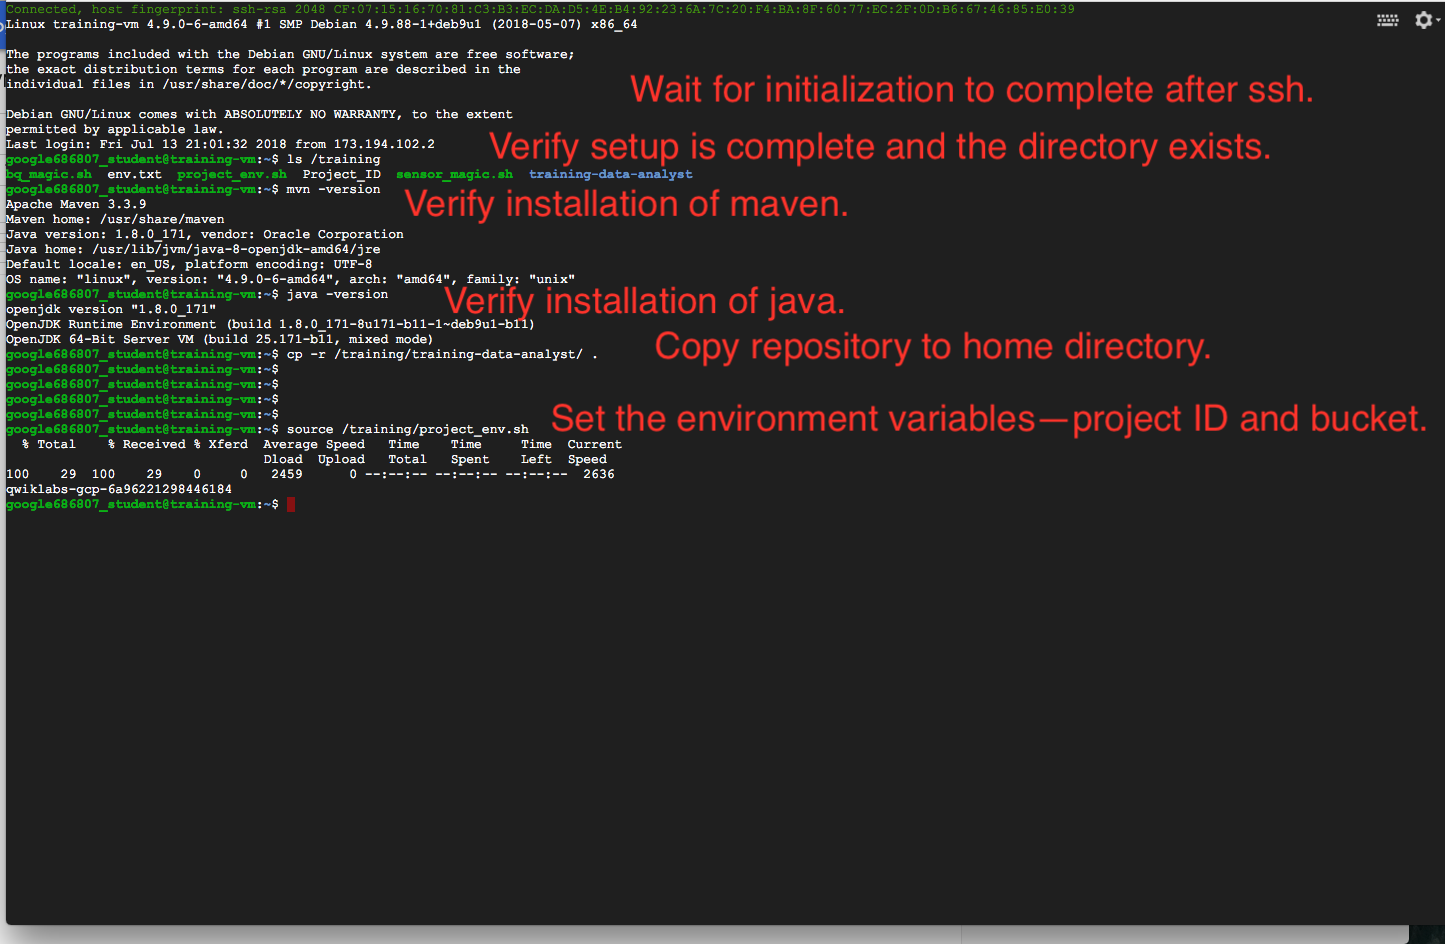 Connected, host fingerprint: ssh-rsa 2048 CF:07:15:16:70:81:C3:B3:EC:DA:D5:4E:B4:92:23:6A:7C:20:F4:BA:8F:60:77:EC:2F:0D:B6:67:46:85:E0:39
Linux training-vm 4.9.0-6-amd64 #1 SMP Debian 4.9.88-1+deb9u1 (2018-05-07) x86_64
The programs included with the Debian GNU/Linux system are free software;
the exact distribution terms for each program are described in the
individual files in /usr/share/doc/*/copyright.
Wait for initialization to complete after ssh.
Debian GNU/Linux comes with ABSOLUTELY NO WARRANTY, to the extent
permitted by applicable law.
Last login: Fri Jul 13 21:01:32 2018 from 173.194.102.2
Verify setup is complete and the directory exists.
google686807_student@training-vm:~$ ls /training
bq_magic.sh env.txt project_env.sh Project_ID sensor_magic.sh training-data-analyst
google686807_student@training-vm:~$ mvn -version
Verify installation of maven.
Apache Maven 3.3.9
Maven home: /usr/share/maven
Java version: 1.8.0_171, vendor: Oracle Corporation
Java home: /usr/lib/jvm/java-8-openjdk-amd64/jre
Default locale: en_US, platform encoding: UTF-8
OS name: "linux", version: "4.9.0-6-amd64", arch: "amd64", family: "unix"
google686807_student@training-vm:~$ java -version
Verify installation of java.
openjdk version "1.8.0_171"
OpenJDK Runtime Environment (build 1.8.0_171-8u171-b11-1~deb9u1-b11)
OpenJDK 64-Bit Server VM (build 25.171-b11, mixed mode)
google686807_student@training-vm:~$ cp -r /training/training-data-analyst/ .
Copy repository to home directory.
google686807_student@training-vm:~$
google686807_student@training-vm:~$
google686807_student@training-vm:~$
google686807_student@training-vm:~$
google686807_student@training-vm:~$ source /training/project_env.sh
Set the environment variables—project ID and bucket.
% Total % Received % Xferd Average Speed Time Time Time Current
Dload Upload Total Spent Left Speed
100 29 100 29 0 0 2459 0 --:--:-- --:--:-- --:--:-- 2636
qwiklabs-gcp-6a96221298446184
google686807_student@training-vm:~$